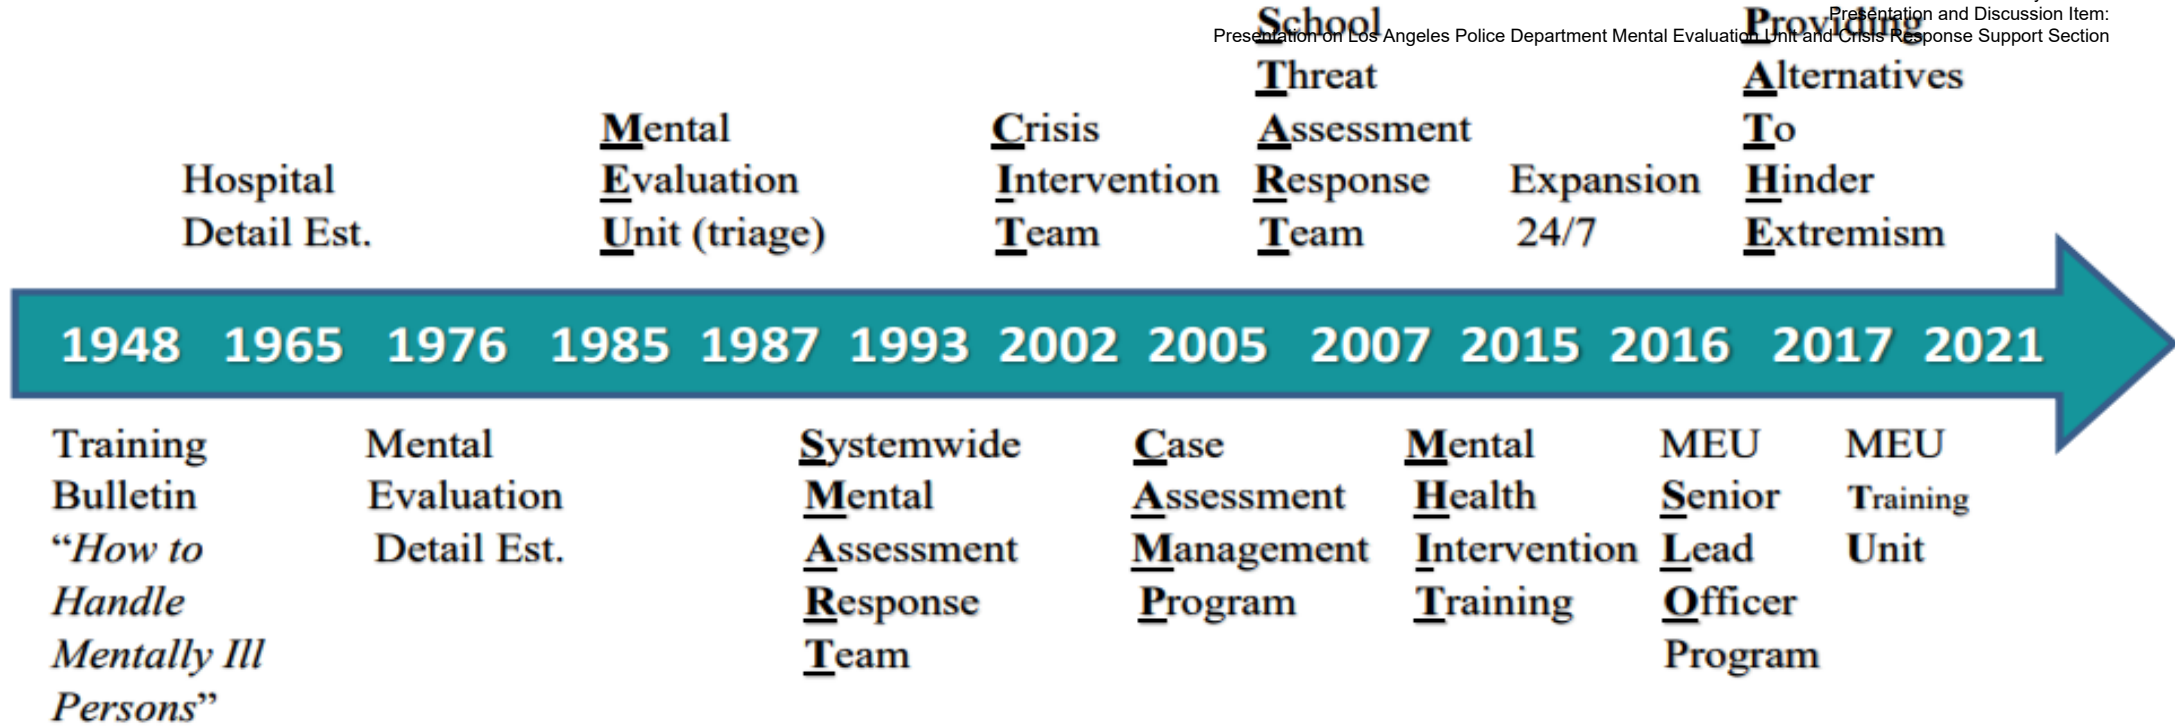 Presentation and Discussion Item:
Presentation on Los Angeles Police Department Mental Evaluation Unit and Crisis Response Support Section
Hospital
Detail Est.
Mental
Evaluation
Unit (triage)
Crisis
Intervention
Team
School
Threat
Assessment
Response
Team
Expansion
24/7
Providing
Alternatives
To
Hinder
Extremism
1948 1965 1976 1985 1987 1993 2002 2005 2007 2015 2016 2017 2021
Training
Bulletin
“How to
Handle
Mentally Ill
Persons”
Mental
Evaluation
Detail Est.
Systemwide
Mental
Assessment
Response
Team
Case
Assessment
Management
Program
Mental
Health
Intervention
Training
MEU
Senior
Lead
Officer
Program
MEU
Training
Unit